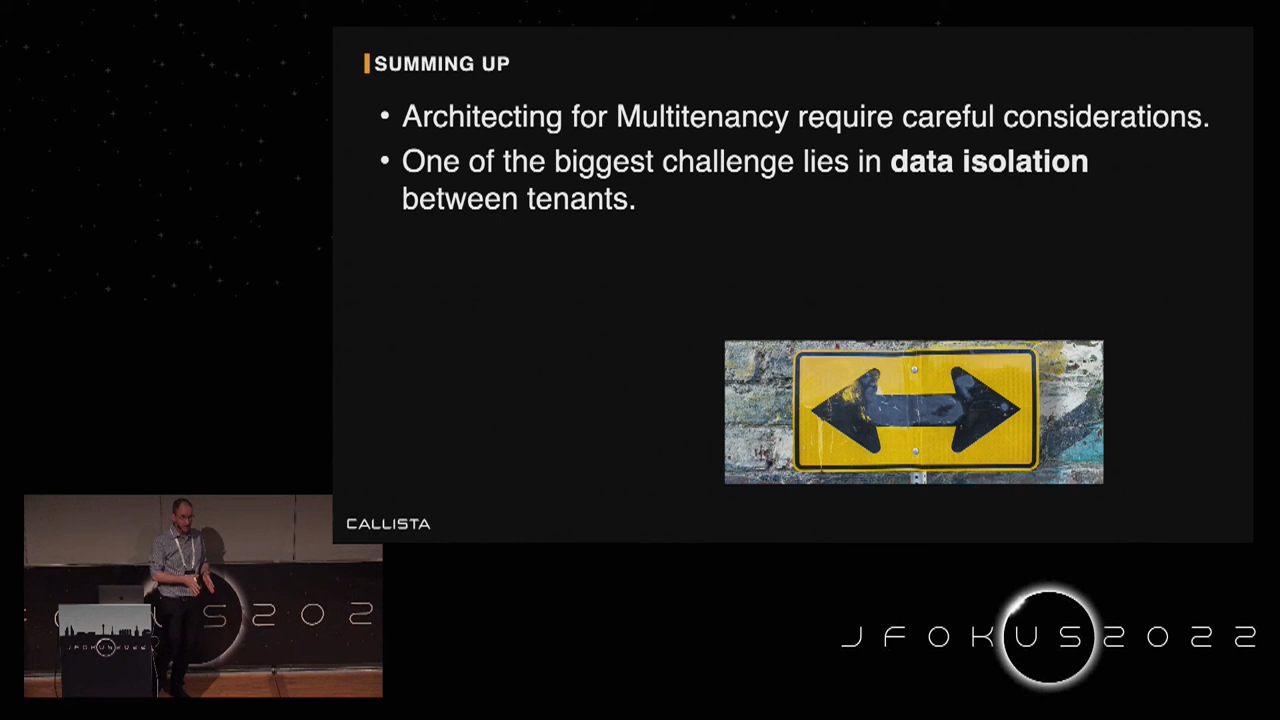 SUMMING UP
• Architecting for Multitenancy require careful considerations.
• One of the biggest challenge lies in data isolation
between tenants.
CALLISTA
JFOKUS2022
JFOKUS2022